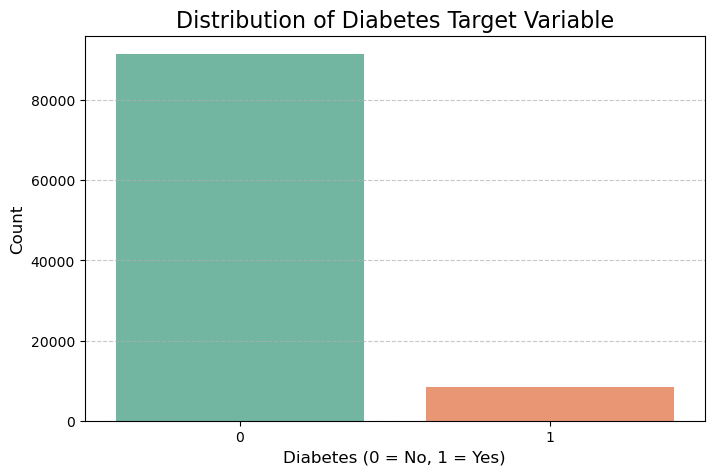 Distribution of Diabetes Target Variable
Count
80000
60000
40000
20000
0
0 1
Diabetes (0 = No, 1 = Yes)